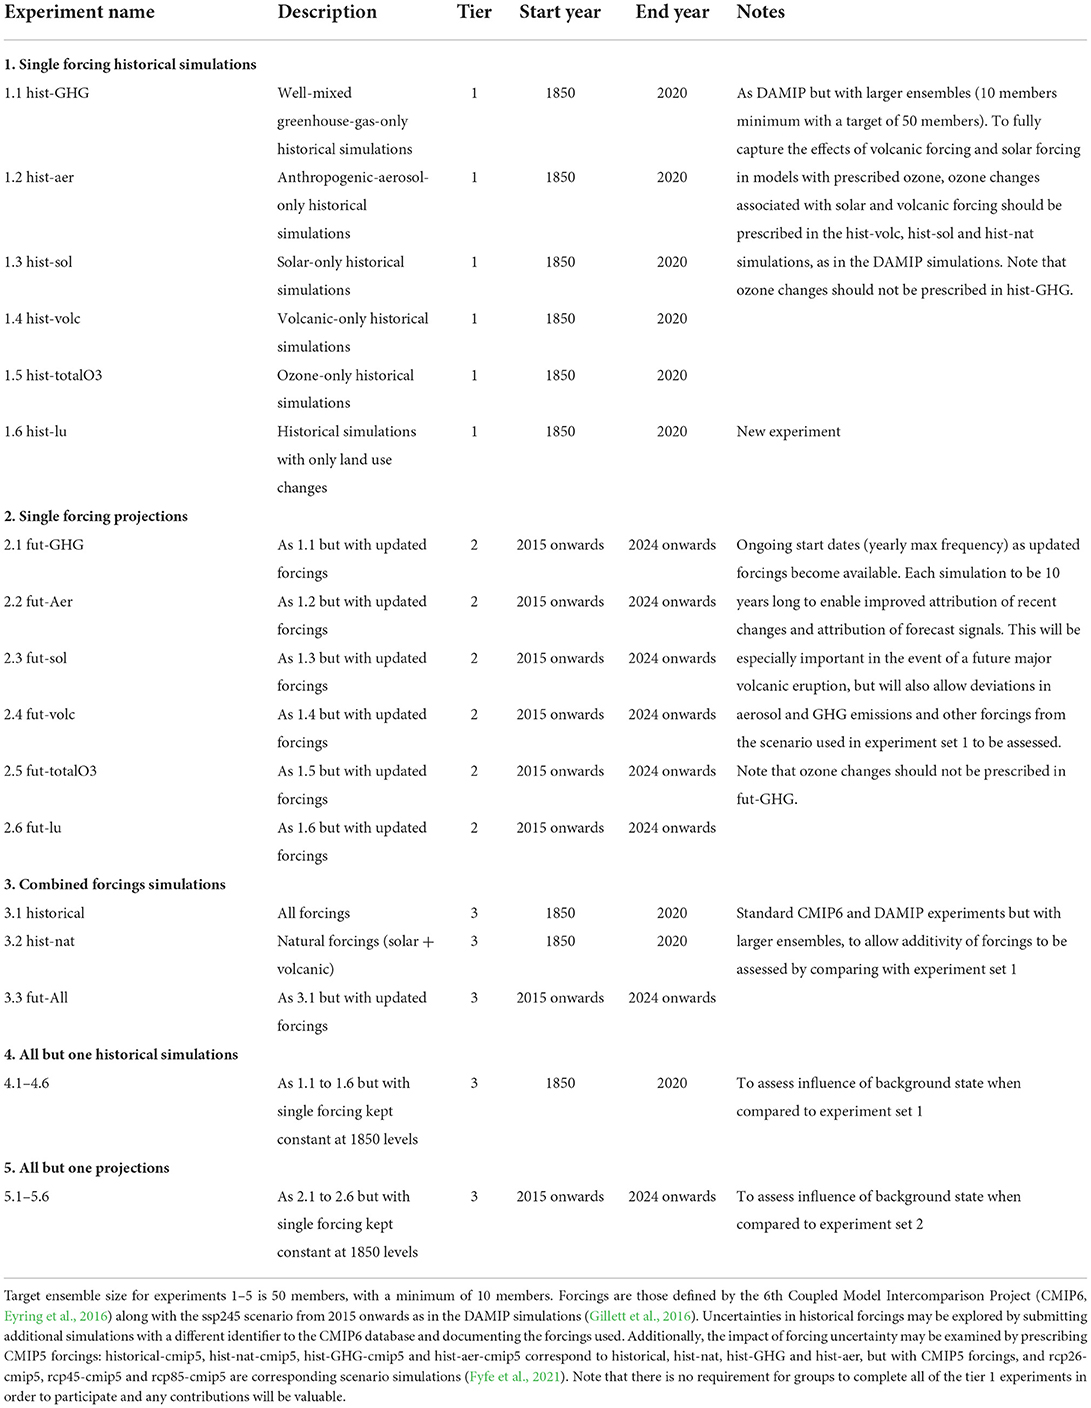 Experiment name Description Tier Start year End year Notes
1. Single forcing historical simulations
1.1 hist-GHG Well-mixed 1 1850 2020 As DAMIP but with larger ensembles (10 members
greenhouse-gas-only minimum with a target of 50 members). To fully
historical simulations capture the effects of volcanic forcing and solar forcing
1.2 hist-aer Anthropogenic-aerosol- 1 1850 2020 in models with prescribed ozone, ozone changes
only historical associated with solar and volcanic forcing should be
simulations prescribed in the hist-volc, hist-sol and hist-nat
1.3 hist-sol Solar-only historical 1 1850 2020 simulations, as in the DAMIP simulations. Note that
simulations ozone changes should not be prescribed in hist-GHG.
1.4 hist-volc Volcanic-only historical 1 1850 2020
simulations
1.5 hist-totalO3 Ozone-only historical 1 1850 2020
simulations
1.6 hist-lu Historical simulations 1 1850 2020 New experiment
with only land use
changes
2. Single forcing projections
2.1 fut-GHG As 1.1 but with updated 2 2015 onwards 2024 onwards Ongoing start dates (yearly max frequency) as updated
forcings forcings become available. Each simulation to be 10
2.2 fut-Aer As 1.2 but with updated 2 2015 onwards 2024 onwards years long to enable improved attribution of recent
forcings changes and attribution of forecast signals. This will be
2.3 fut-sol As 1.3 but with updated 2 2015 onwards 2024 onwards especially important in the event of a future major
forcings volcanic eruption, but will also allow deviations in
2.4 fut-volc As 1.4 but with updated 2 2015 onwards 2024 onwards aerosol and GHG emissions and other forcings from
forcings the scenario used in experiment set 1 to be assessed.
2.5 fut-totalO3 As 1.5 but with updated 2 2015 onwards 2024 onwards Note that ozone changes should not be prescribed in
forcings fut-GHG.
2.6 fut-lu As 1.6 but with updated 2 2015 onwards 2024 onwards
forcings
3. Combined forcings simulations
3.1 historical All forcings 3 1850 2020 Standard CMIP6 and DAMIP experiments but with
3.2 hist-nat Natural forcings (solar + 3 1850 2020 larger ensembles, to allow additivity of forcings to be
volcanic) assessed by comparing with experiment set 1
3.3 fut-All As 3.1 but with updated 3 2015 onwards 2024 onwards
forcings
4. All but one historical simulations
4.1–4.6 As 1.1 to 1.6 but with 3 1850 2020 To assess influence of background state when
single forcing kept compared to experiment set 1
constant at 1850 levels
5. All but one projections
5.1–5.6 As 2.1 to 2.6 but with 3 2015 onwards 2024 onwards To assess influence of background state when
single forcing kept compared to experiment set 2
constant at 1850 levels
Target ensemble size for experiments 1–5 is 50 members, with a minimum of 10 members. Forcings are those defined by the 6th Coupled Model Intercomparison Project (CMIP6,
Eyring et al., 2016) along with the ssp245 scenario from 2015 onwards as in the DAMIP simulations (Gillett et al., 2016). Uncertainties in historical forcings may be explored by submitting
additional simulations with a different identifier to the CMIP6 database and documenting the forcings used. Additionally, the impact of forcing uncertainty may be examined by prescribing
CMIP5 forcings: historical-cmip5, hist-nat-cmip5, hist-GHG-cmip5 and hist-aer-cmip5 correspond to historical, hist-nat, hist-GHG and hist-aer, but with CMIP5 forcings, and rcp26-
cmip5, rcp45-cmip5 and rcp85-cmip5 are corresponding scenario simulations (Fyfe et al., 2021). Note that there is no requirement for groups to complete all of the tier 1 experiments in
order to participate and any contributions will be valuable.